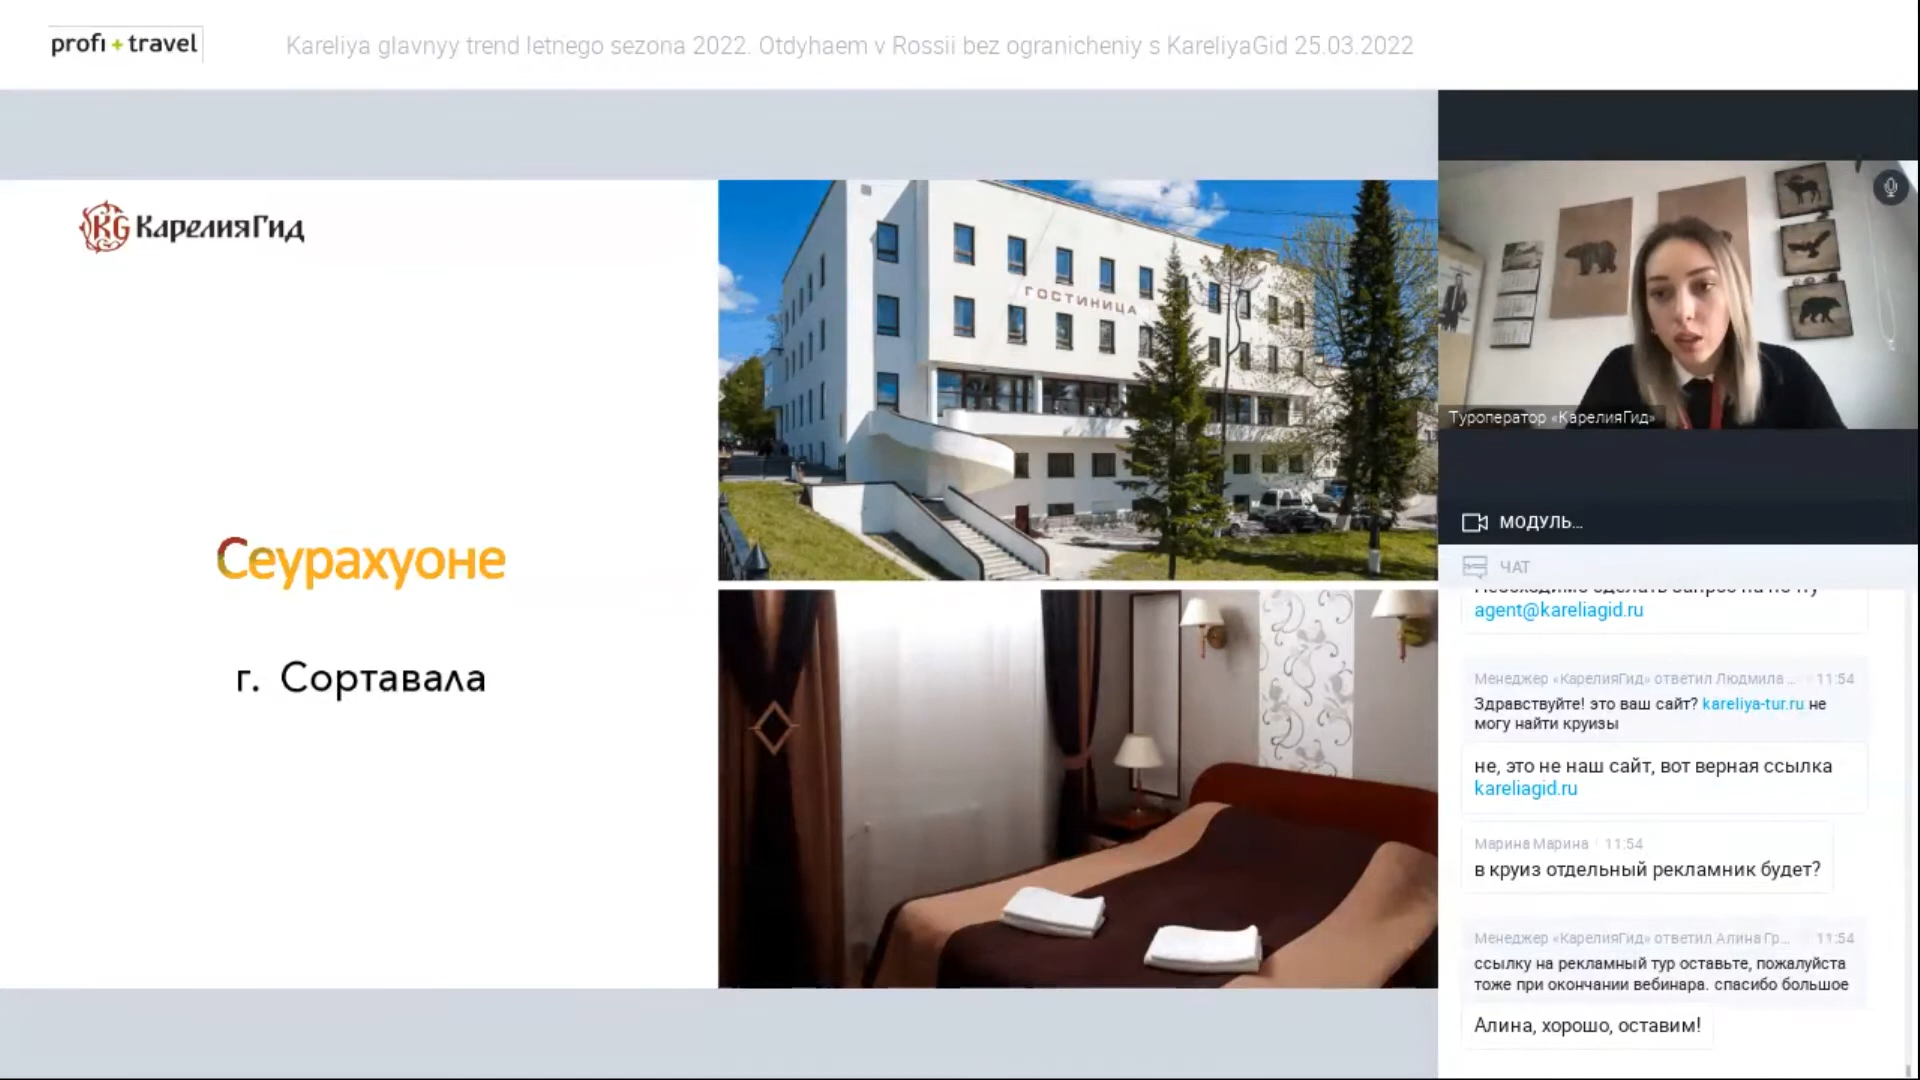 profi + travel
Kareliya glavnyy trend letnego sezona 2022. Otdyhaem v Rossii bez ogranicheniy s KareliyaGid 25.03.2022
КарелияГид
Сеурахуоне
г. Сортавала
ГОСТИНИЦА
Туроператор «КарелияГид»
МОДУЛЬ...
ЧАТ
agent@kareliagid.ru
Менеджер «КарелияГид» ответил Людмила ... 11:54
Здравствуйте! это ваш сайт? kareliya-tur.ru не
могу найти круизы
не, это не наш сайт, вот верная ссылка
kareliagid.ru
Марина Марина 11:54
в круиз отдельный рекламник будет?
Менеджер «КарелияГид» ответил Алина Гр... 11:54
ссылку на рекламный тур оставьте, пожалуйста
тоже при окончании вебинара. спасибо большое
Алина, хорошо, оставим!